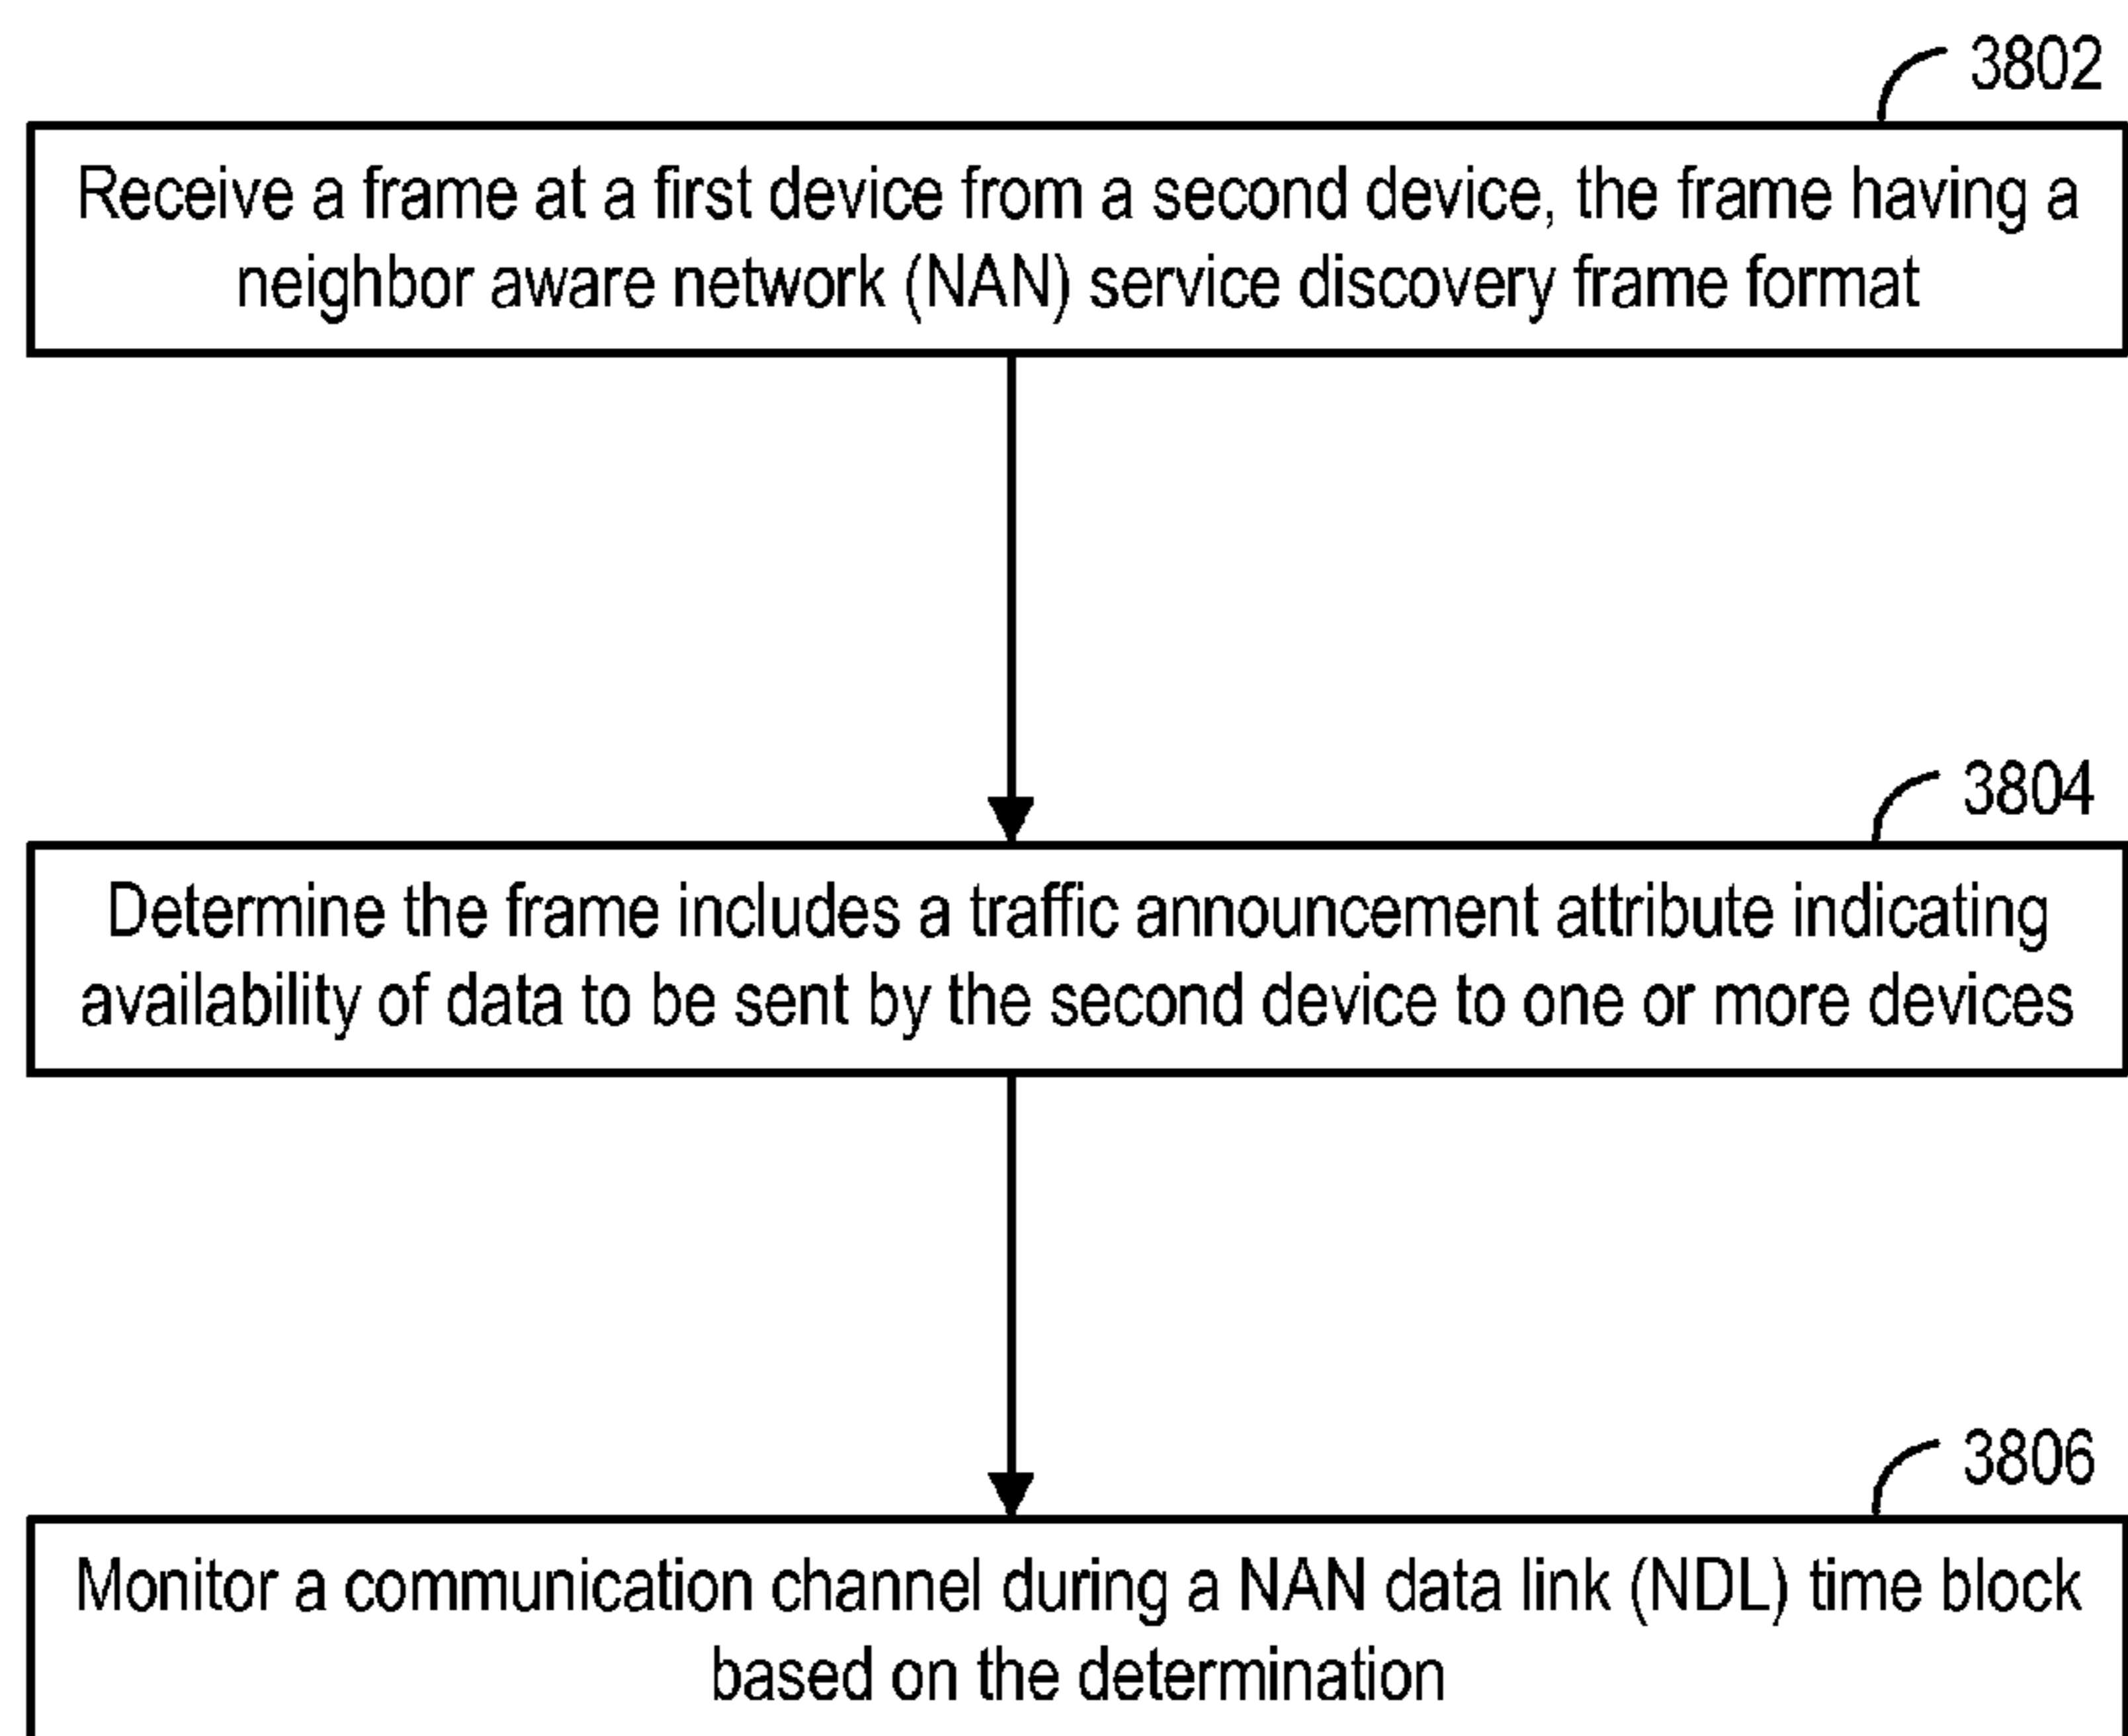 3802
Receive a frame at a first device from a second device, the frame having a
neighbor aware network (NAN) service discovery frame format
3804
Determine the frame includes a traffic announcement attribute indicating
availability of data to be sent by the second device to one or more devices
3806
Monitor a communication channel during a NAN data link (NDL) time block
based on the determination